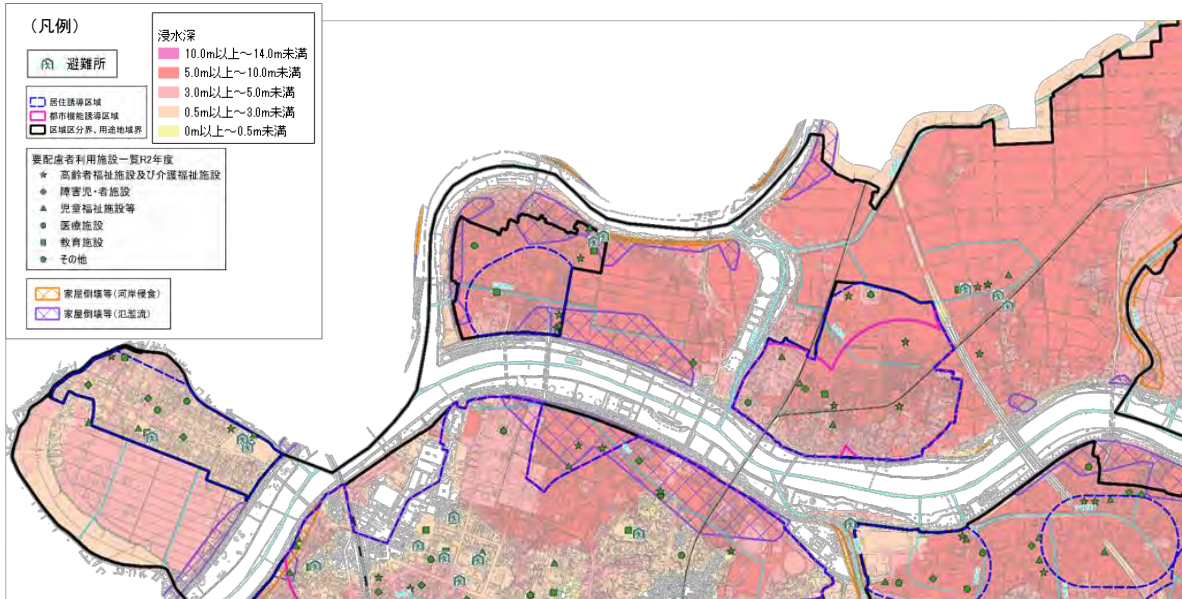 (凡例)
避難所
居住誘導区域
都市機能誘導区域
区域区分界、用途地域界
浸水深
10.0m以上~14.0m未満
5.0m以上~10.0m未満
3.0m以上~5.0m未満
0.5m以上~3.0m未満
0m以上~0.5m未満
要配慮者利用施設一覧R2年度
高齢者福祉施設及び介護福祉施設
障害児・者施設
児童福祉施設等
医療施設
教育施設
その他
家屋倒壊等(河岸侵食)
家屋倒壊等(氾濫流)